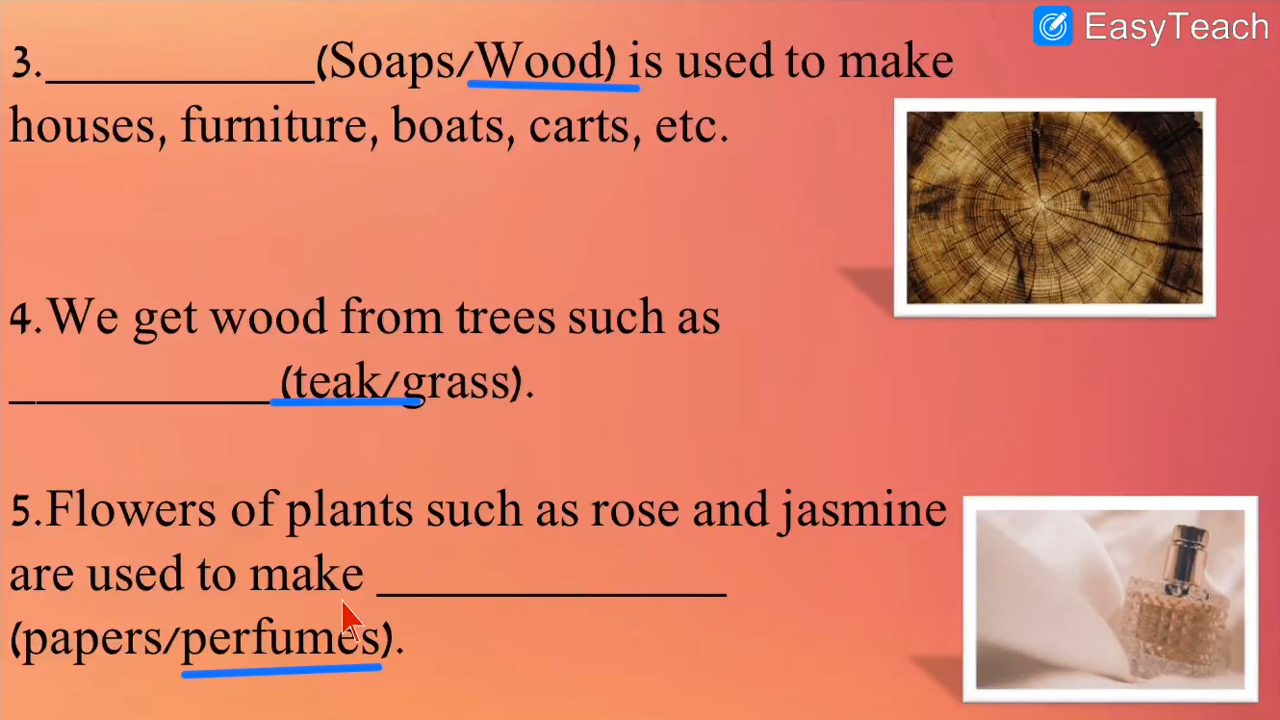 EasyTeach
3.___________(Soaps/Wood) is used to make
houses, furniture, boats, carts, etc.
4.We get wood from trees such as
__________(teak/grass).
5.Flowers of plants such as rose and jasmine
are used to make ______________
(papers/perfumes).